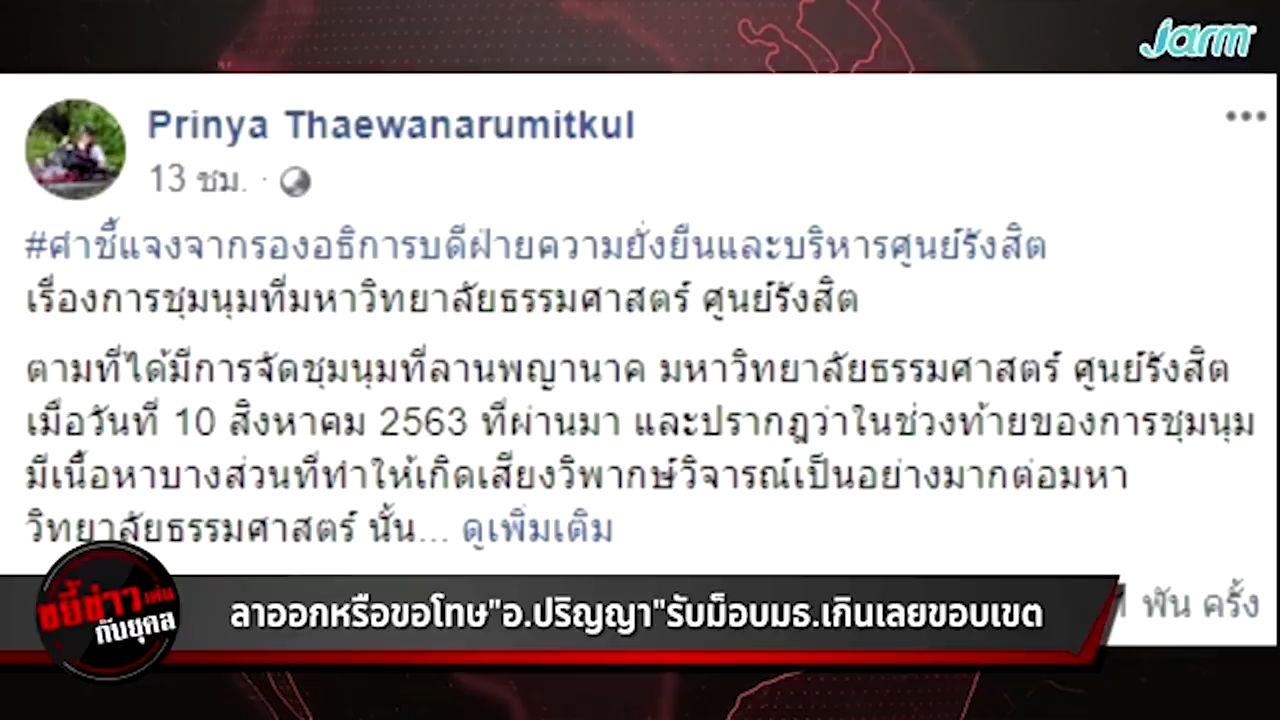 jarm
Prinya Thaewanarumitkul
13 ชม. ·
#คำชี้แจงจากรองอธิการบดีฝ่ายความยั่งยืนและบริหารศูนย์รังสิต
เรื่องการชุมนุมที่มหาวิทยาลัยธรรมศาสตร์ ศูนย์รังสิต
ตามที่ได้มีการจัดชุมนุมที่ลานพญานาค มหาวิทยาลัยธรรมศาสตร์ ศูนย์รังสิต
เมื่อวันที่ 10 สิงหาคม 2563 ที่ผ่านมา และปรากฏว่าในช่วงท้ายของการชุมนุม
มีเนื้อหาบางส่วนที่ทำให้เกิดเสียงวิพากษ์วิจารณ์เป็นอย่างมากต่อมหา
วิทยาลัยธรรมศาสตร์ นั้น... ดูเพิ่มเติม
พัน ครั้ง
ขยี้ข่าวเด่น
กับยุคล
ลาออกหรือขอโทษ"อ.ปริญญา"รับม็อบมธ.เกินเลยขอบเขต